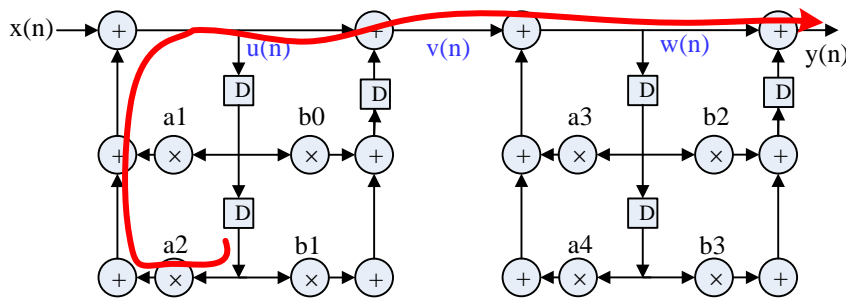 x(n) + + + +
u(n) v(n) w(n) y(n)
D D D D
a1 b0 a3 b2
+ × × + + × × +
D D
a2 b1 a4 b3
+ × × + + × × +